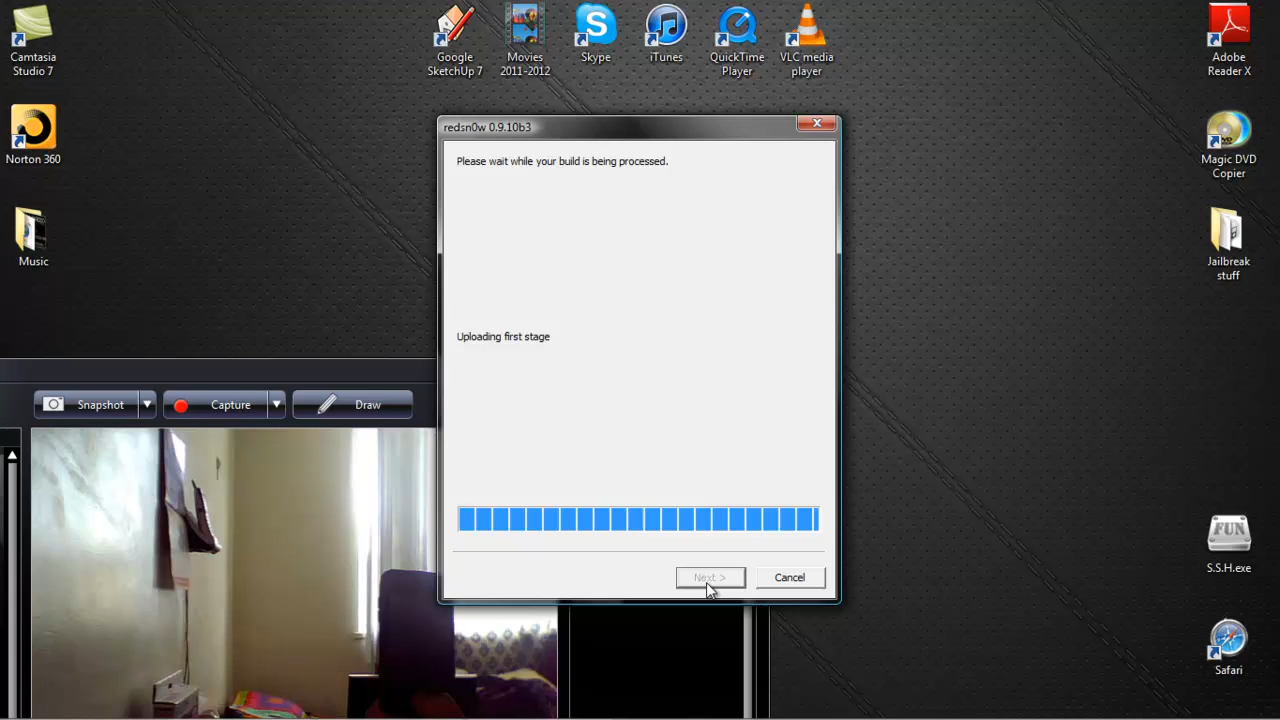 Camtasia
Studio 7
Google
SketchUp 7
Movies
2011-2012
Skype
iTunes
QuickTime
Player
VLC media
player
Adobe
Reader X
Norton 360
Magic DVD
Copier
Music
Jailbreak
stuff
redsn0w 0.9.10b3
Please wait while your build is being processed.
Uploading first stage
Next >
Cancel
Snapshot
Capture
Draw
FUN
S.S.H.exe
Safari